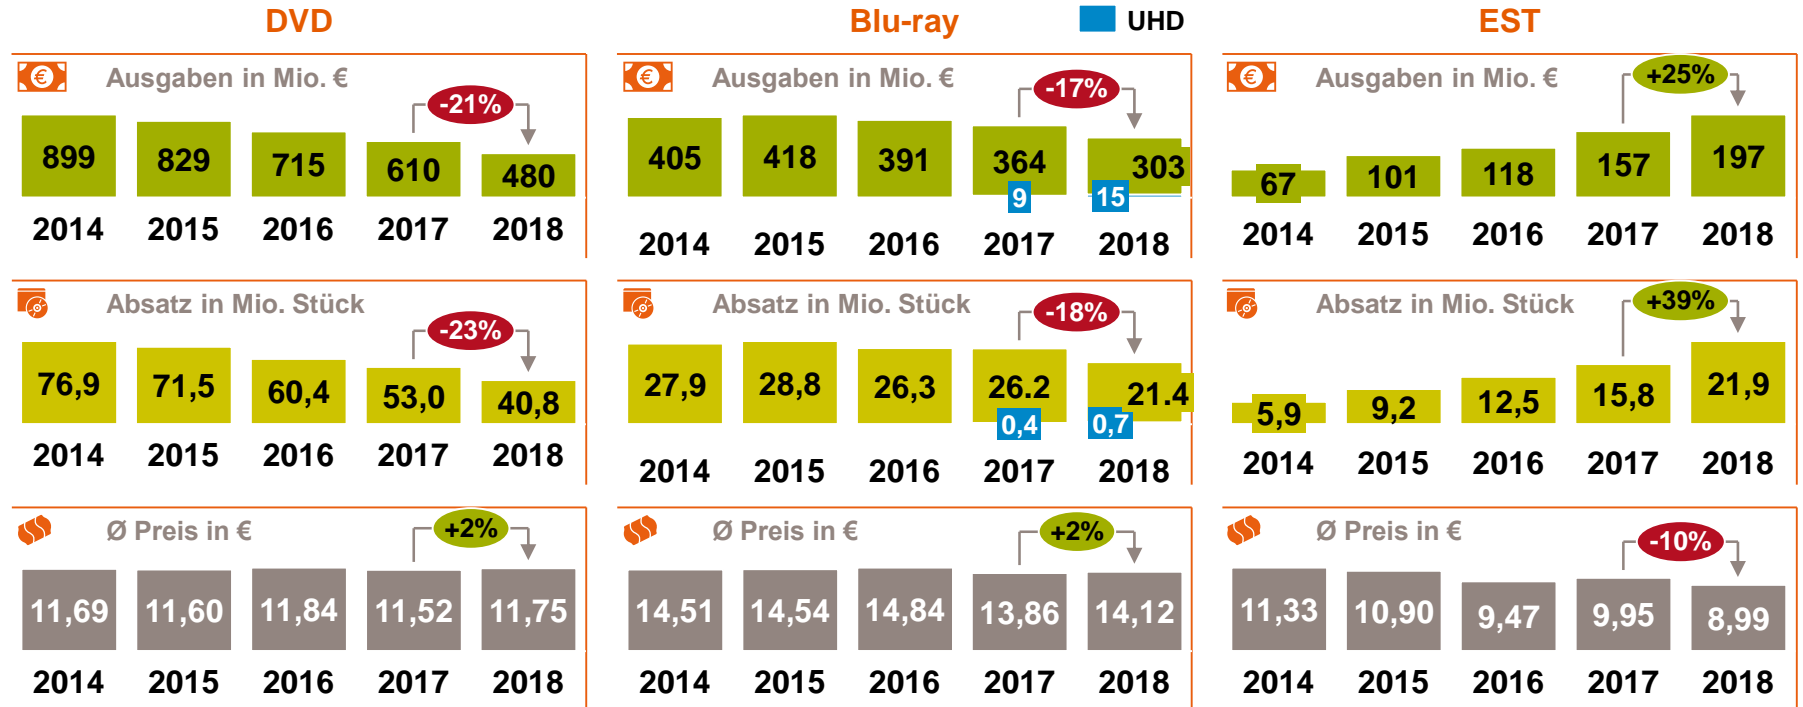 DVD
Ausgaben in Mio. €
-21%
899 829 715 610 480
2014 2015 2016 2017 2018
Absatz in Mio. Stück
-23%
76,9 71,5 60,4 53,0 40,8
2014 2015 2016 2017 2018
Ø Preis in €
+2%
11,69 11,60 11,84 11,52 11,75
2014 2015 2016 2017 2018
Blu-ray
UHD
Ausgaben in Mio. €
-17%
405 418 391 364 303
9 15
2014 2015 2016 2017 2018
Absatz in Mio. Stück
-18%
27,9 28,8 26,3 26.2 21.4
0,4 0,7
2014 2015 2016 2017 2018
Ø Preis in €
+2%
14,51 14,54 14,84 13,86 14,12
2014 2015 2016 2017 2018
EST
Ausgaben in Mio. €
+25%
67 101 118 157 197
2014 2015 2016 2017 2018
Absatz in Mio. Stück
+39%
5,9 9,2 12,5 15,8 21,9
2014 2015 2016 2017 2018
Ø Preis in €
-10%
11,33 10,90 9,47 9,95 8,99
2014 2015 2016 2017 2018